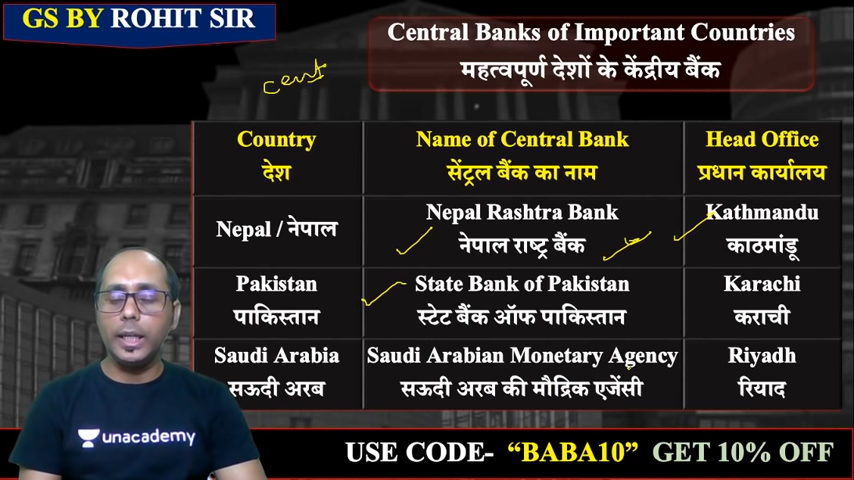 GS BY ROHIT SIR
Central Banks of Important Countries
महत्वपूर्ण देशों के केंद्रीय बैंक
cent
Country
देश
Name of Central Bank
सेंट्रल बैंक का नाम
Head Office
प्रधान कार्यालय
Nepal / नेपाल
Nepal Rashtra Bank
नेपाल राष्ट्र बैंक
Kathmandu
काठमांडू
Pakistan
पाकिस्तान
State Bank of Pakistan
स्टेट बैंक ऑफ पाकिस्तान
Karachi
कराची
Saudi Arabia
सऊदी अरब
Saudi Arabian Monetary Agency
सऊदी अरब की मौद्रिक एजेंसी
Riyadh
रियाद
unacademy
USE CODE- “BABA10” GET 10% OFF